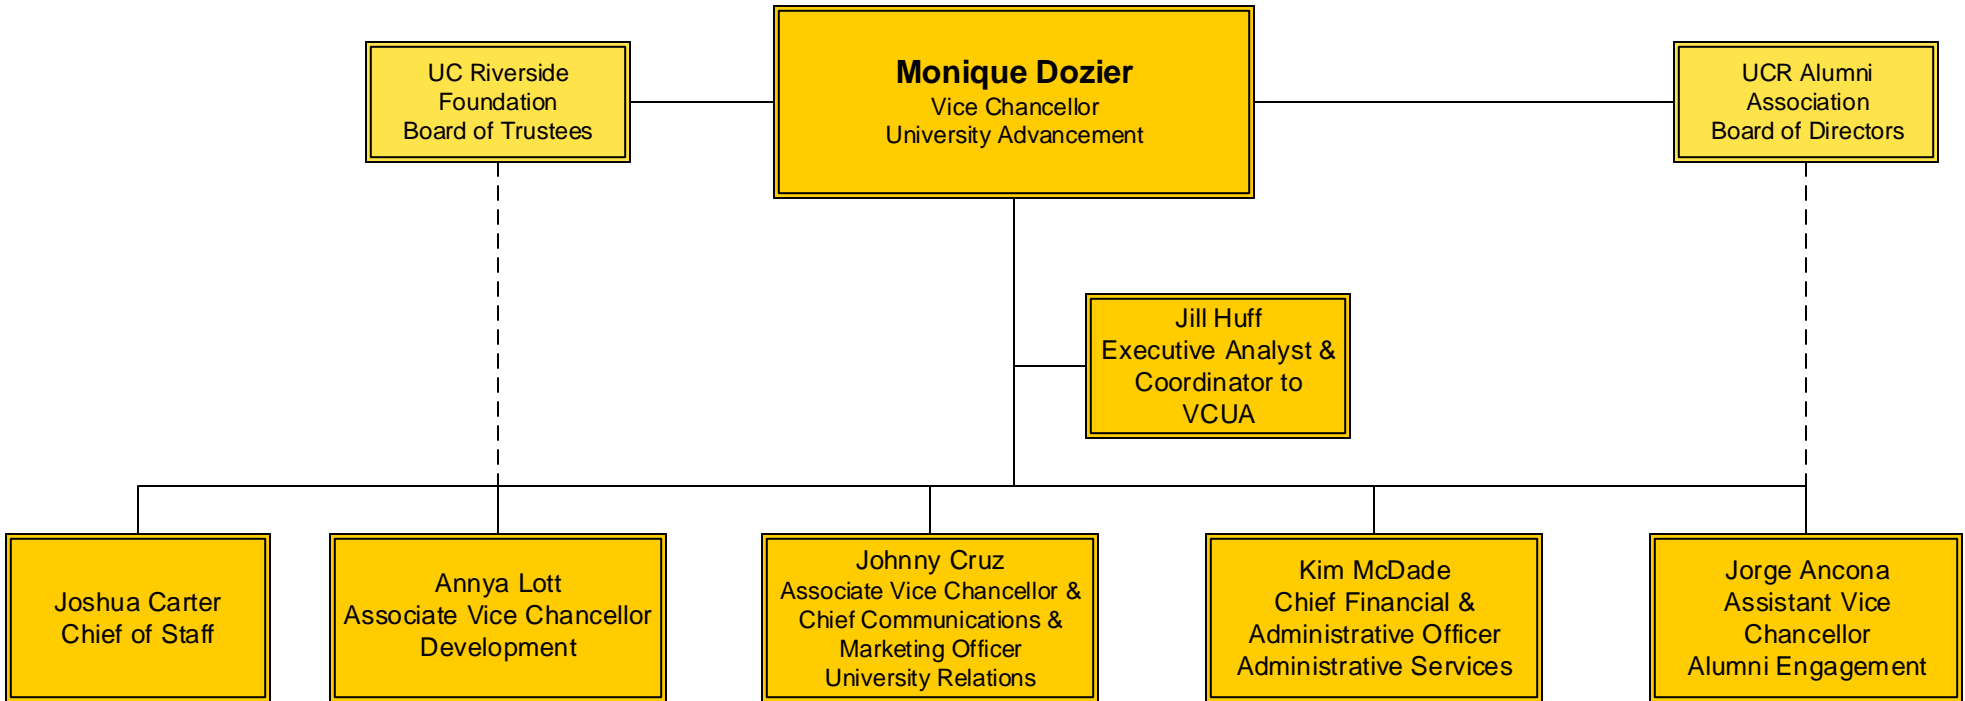 UC Riverside
Foundation
Board of Trustees
Monique Dozier
Vice Chancellor
University Advancement
UCR Alumni
Association
Board of Directors
Jill Huff
Executive Analyst &
Coordinator to
VCUA
Joshua Carter
Chief of Staff
Annya Lott
Associate Vice Chancellor
Development
Johnny Cruz
Associate Vice Chancellor &
Chief Communications &
Marketing Officer
University Relations
Kim McDade
Chief Financial &
Administrative Officer
Administrative Services
Jorge Ancona
Assistant Vice
Chancellor
Alumni Engagement